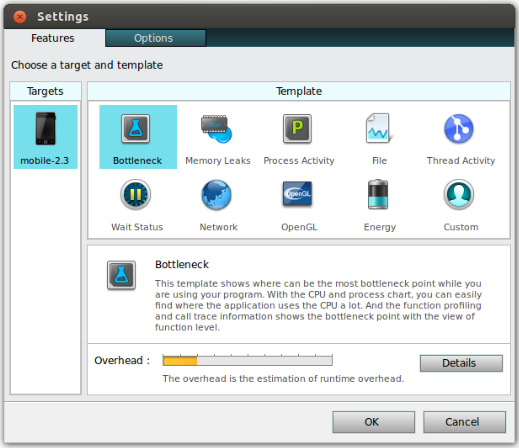 Settings
Features
Options
Choose a target and template
Targets
Template
mobile-2.3
Bottleneck
Memory Leaks
P
Process Activity
File
Thread Activity
Wait Status
Network
OpenGL
OpenGL
Energy
Custom
Bottleneck
This template shows where can be the most bottleneck point while you
are using your program. With the CPU and process chart, you can easily
find where the application uses the CPU a lot. And the function profiling
and call trace information shows the bottleneck point with the view of
function level.
Overhead :
Details
The overhead is the estimation of runtime overhead.
OK
Cancel